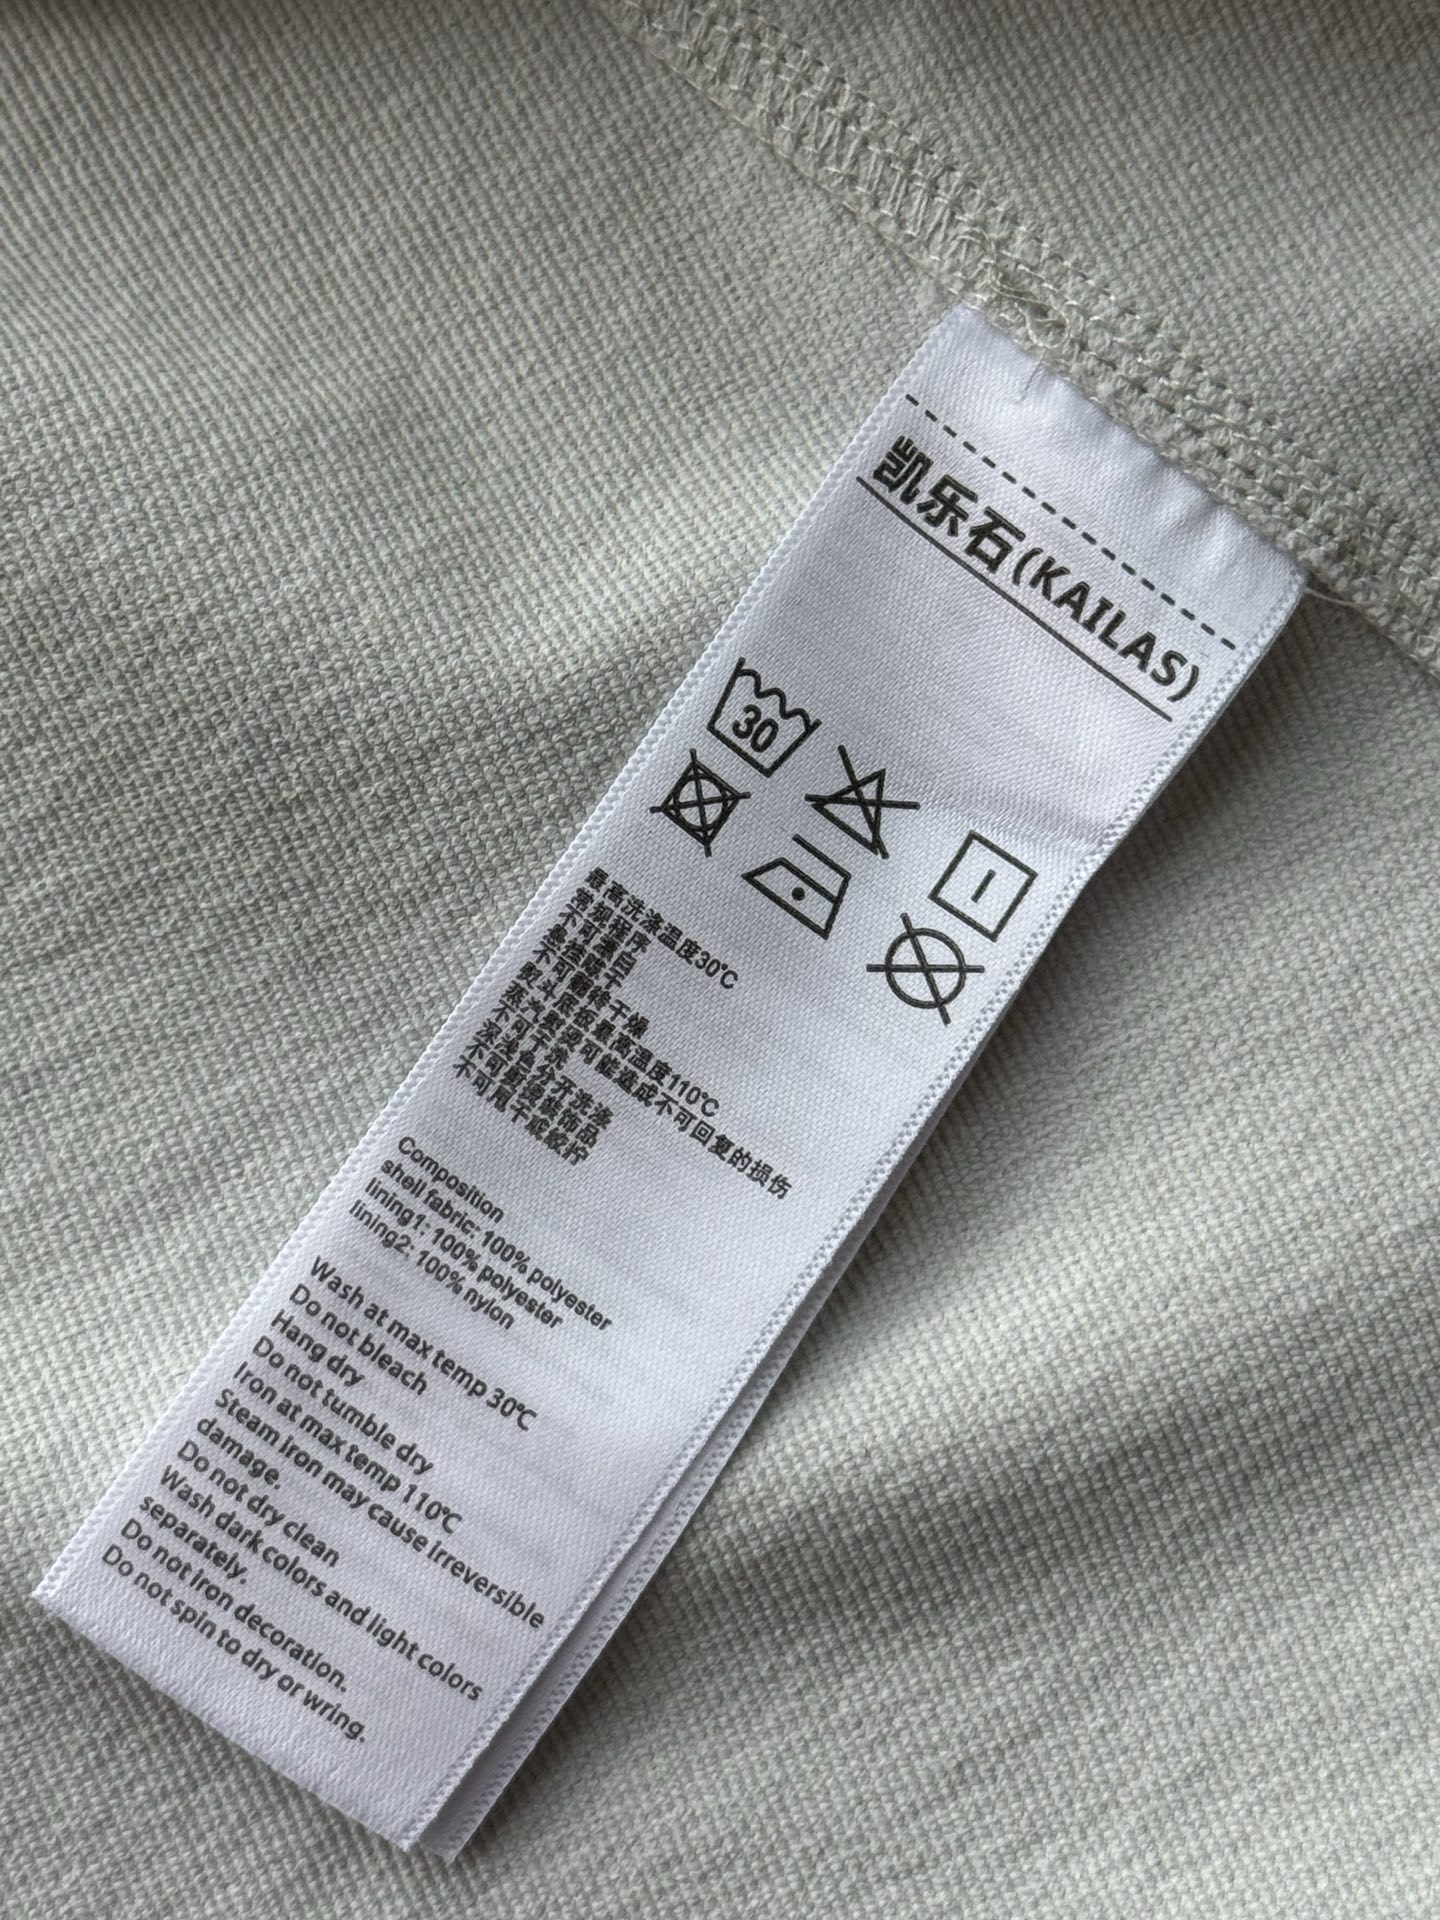 凯乐石(KAILAS)
30
最高洗涤温度30℃
常规程序
不可漂白
悬挂晾干
不可翻转干燥
熨斗底板最高温度110℃
蒸汽熨烫可能造成不可回复的损伤
不可干洗
深浅色分开洗涤
不可熨烫装饰品
不可甩干或绞拧
Composition
shell fabric: 100% polyester
lining1: 100% polyester
lining2: 100% nylon
Wash at max temp 30℃
Do not bleach
Hang dry
Do not tumble dry
Iron at max temp 110℃
Steam iron may cause irreversible
damage.
Do not dry clean
Wash dark colors and light colors
separately.
Do not iron decoration.
Do not spin to dry or wring.